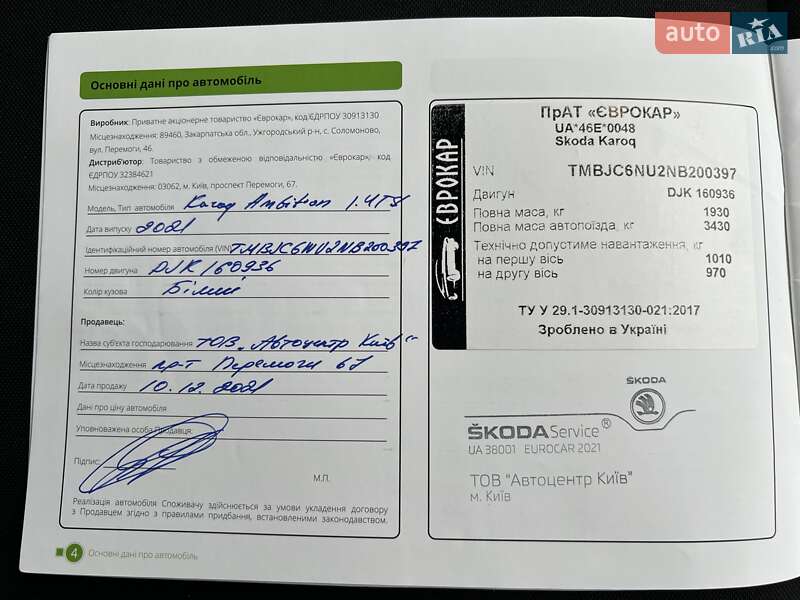 auto RIA
Основні дані про автомобіль
Виробник: Приватне акціонерне товариство «Єврокар», код ЄДРПОУ 30913130
Місцезнаходження: 89460, Закарпатська обл., Ужгородський р-н, с. Соломоново,
вул. Перемоги, 46.
Дистриб'ютор: Товариство з обмеженою відповідальністю «Єврокар», код
ЄДРПОУ 32384621
Місцезнаходження: 03062, м. Київ, проспект Перемоги, 67.
Модель, Тип автомобіля Karoq Ambition 1.4TSI
Дата випуску 2021
Ідентифікаційний номер автомобіля (VIN) TMBJC6NU2NB200397
Номер двигуна DJK 160936
Колір кузова Білий
Продавець:
Назва суб'єкта господарювання ТОВ „Автоцентр Київ"
Місцезнаходження пр-т Перемоги 67
Дата продажу 10.12.2021
Дані про ціну автомобіля
Уповноважена особа Продавця:
Підпис:
М.П.
Реалізація автомобіля Споживачу здійснюється за умови укладення договору
з Продавцем згідно з правилами придбання, встановленими законодавством.
4 Основні дані про автомобіль
ЄВРОКАР
ПрАТ «ЄВРОКАР»
UA*46E*0048
Skoda Karoq
VIN TMBJC6NU2NB200397
Двигун DJK 160936
Повна маса, кг 1930
Повна маса автопоїзда, кг 3430
Технічно допустиме навантаження, кг
на першу вісь 1010
на другу вісь 970
ТУ У 29.1-30913130-021:2017
Зроблено в Україні
ŠKODA
ŠKODA Service®
UA 38001 EUROCAR 2021
ТОВ "Автоцентр Київ"
м. Київ